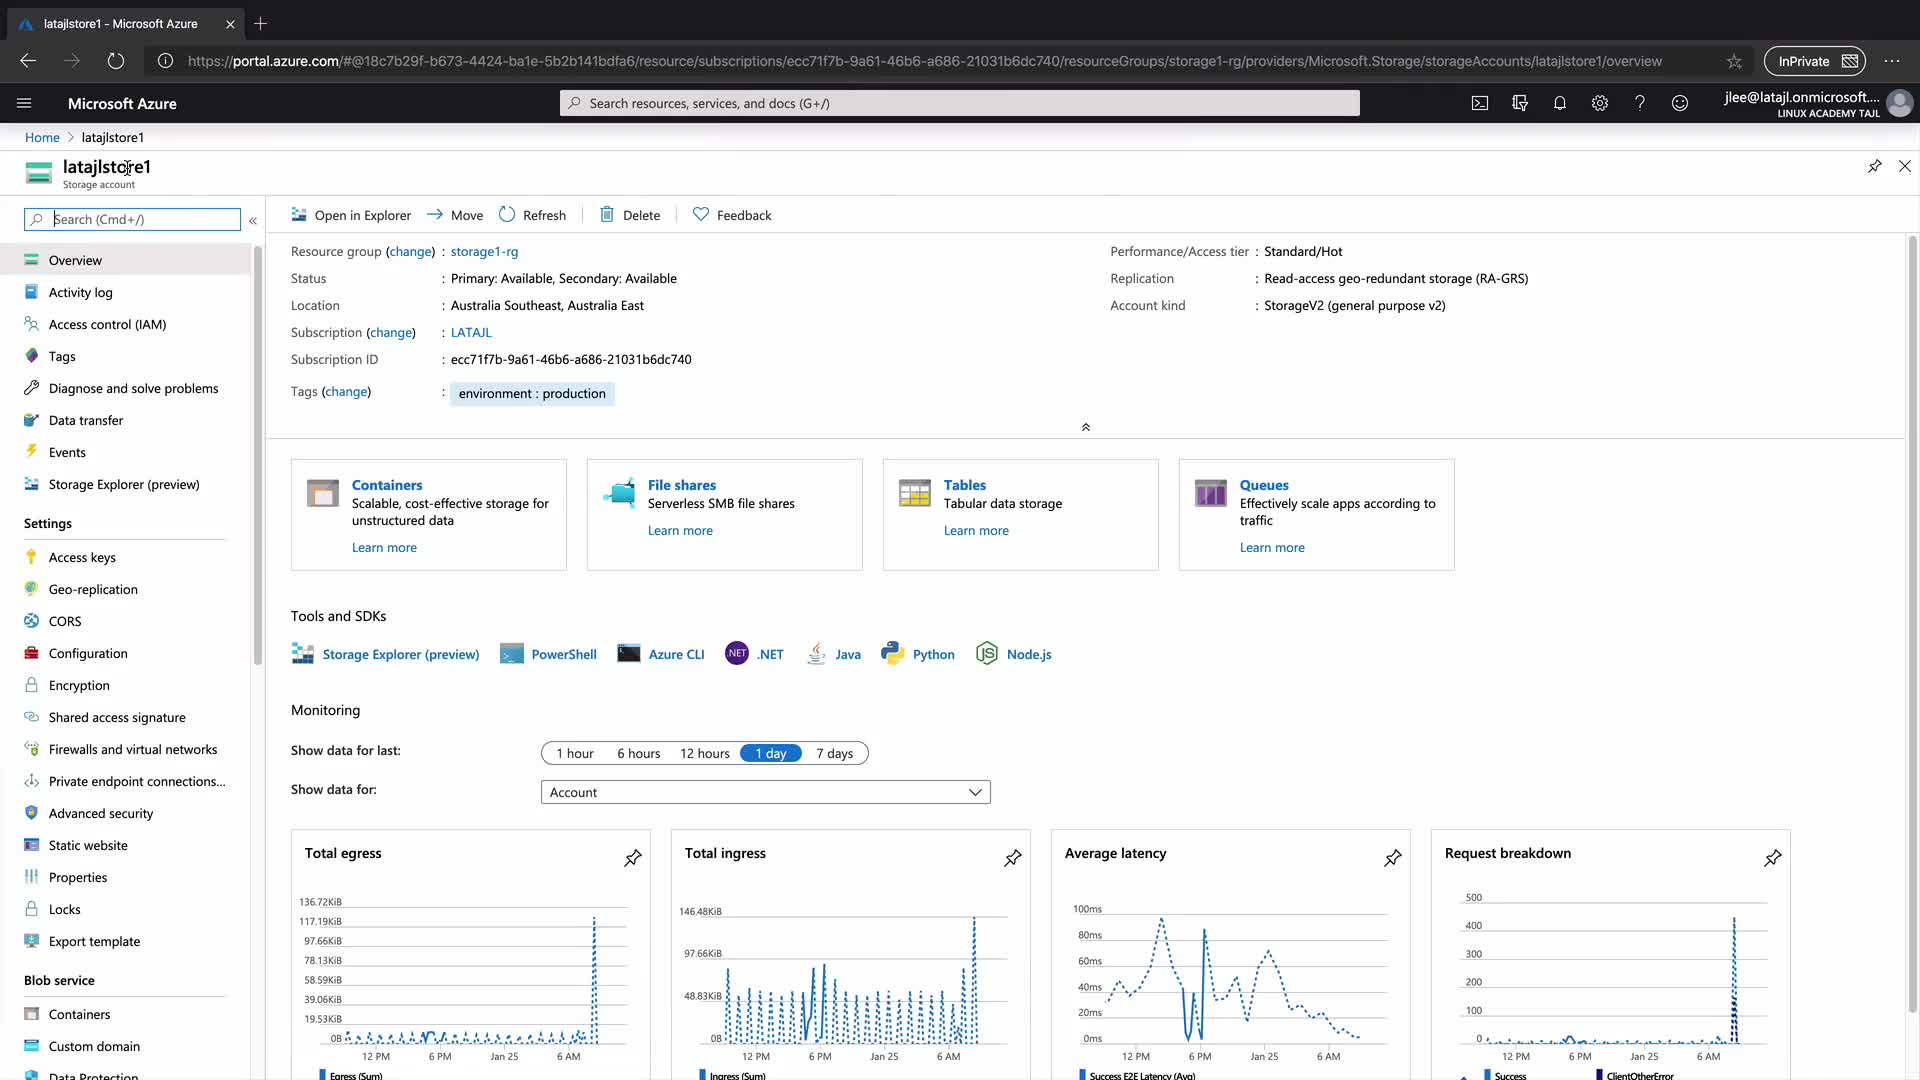 latajlstore1 - Microsoft Azure
https://portal.azure.com/#@18c7b29f-b673-4424-ba1e-5b2b141bdfa6/resource/subscriptions/ecc71f7b-9a61-46b6-a686-21031b6dc740/resourceGroups/storage1-rg/providers/Microsoft.Storage/storageAccounts/latajlstore1/overview
InPrivate
Microsoft Azure
Search resources, services, and docs (G+/)
jlee@latajl.onmicrosoft....
LINUX ACADEMY TAJL
Home > latajlstore1
latajlstore1
Storage account
Search (Cmd+/)
«
Overview
Activity log
Access control (IAM)
Tags
Diagnose and solve problems
Data transfer
Events
Storage Explorer (preview)
Settings
Access keys
Geo-replication
CORS
Configuration
Encryption
Shared access signature
Firewalls and virtual networks
Private endpoint connections...
Advanced security
Static website
Properties
Locks
Export template
Blob service
Containers
Custom domain
Data Protection
Open in Explorer
Move
Refresh
Delete
Feedback
Resource group (change) : storage1-rg
Status : Primary: Available, Secondary: Available
Location : Australia Southeast, Australia East
Subscription (change) : LATAJL
Subscription ID : ecc71f7b-9a61-46b6-a686-21031b6dc740
Tags (change) : environment : production
Performance/Access tier : Standard/Hot
Replication : Read-access geo-redundant storage (RA-GRS)
Account kind : StorageV2 (general purpose v2)
Containers
Scalable, cost-effective storage for
unstructured data
Learn more
File shares
Serverless SMB file shares
Learn more
Tables
Tabular data storage
Learn more
Queues
Effectively scale apps according to
traffic
Learn more
Tools and SDKs
Storage Explorer (preview)
PowerShell
Azure CLI
NET
.NET
Java
Python
Node.js
Monitoring
Show data for last:
1 hour
6 hours
12 hours
1 day
7 days
Show data for:
Account
Total egress
136.72KiB
117.19KiB
97.66KiB
78.13KiB
58.59KiB
39.06KiB
19.53KiB
0B
12 PM
6 PM
Jan 25
6 AM
Egress (Sum)
Total ingress
146.48KiB
97.66KiB
48.83KiB
0B
12 PM
6 PM
Jan 25
6 AM
Ingress (Sum)
Average latency
100ms
80ms
60ms
40ms
20ms
0ms
12 PM
6 PM
Jan 25
6 AM
Success E2E Latency (Avg)
Request breakdown
500
400
300
200
100
0
12 PM
6 PM
Jan 25
6 AM
Success
ClientOtherError